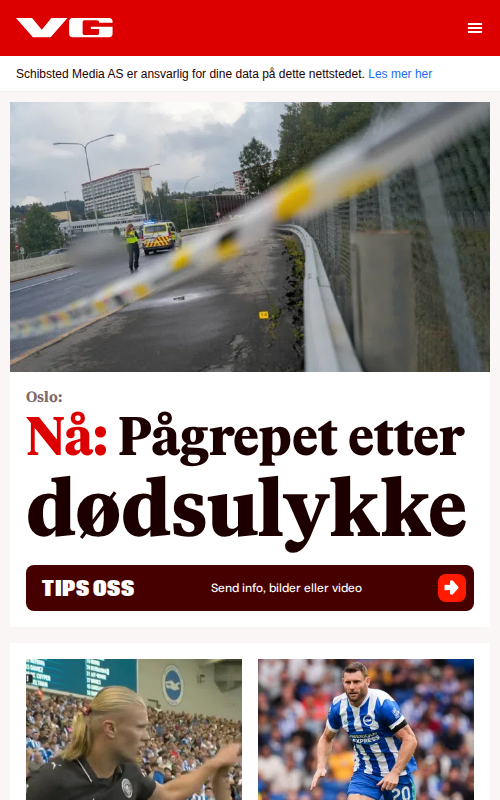 VG
Schibsted Media AS er ansvarlig for dine data på dette nettstedet. Les mer her
Oslo:
Nå: Pågrepet etter
dødsulykke
TIPS OSS
Send info, bilder eller video
20